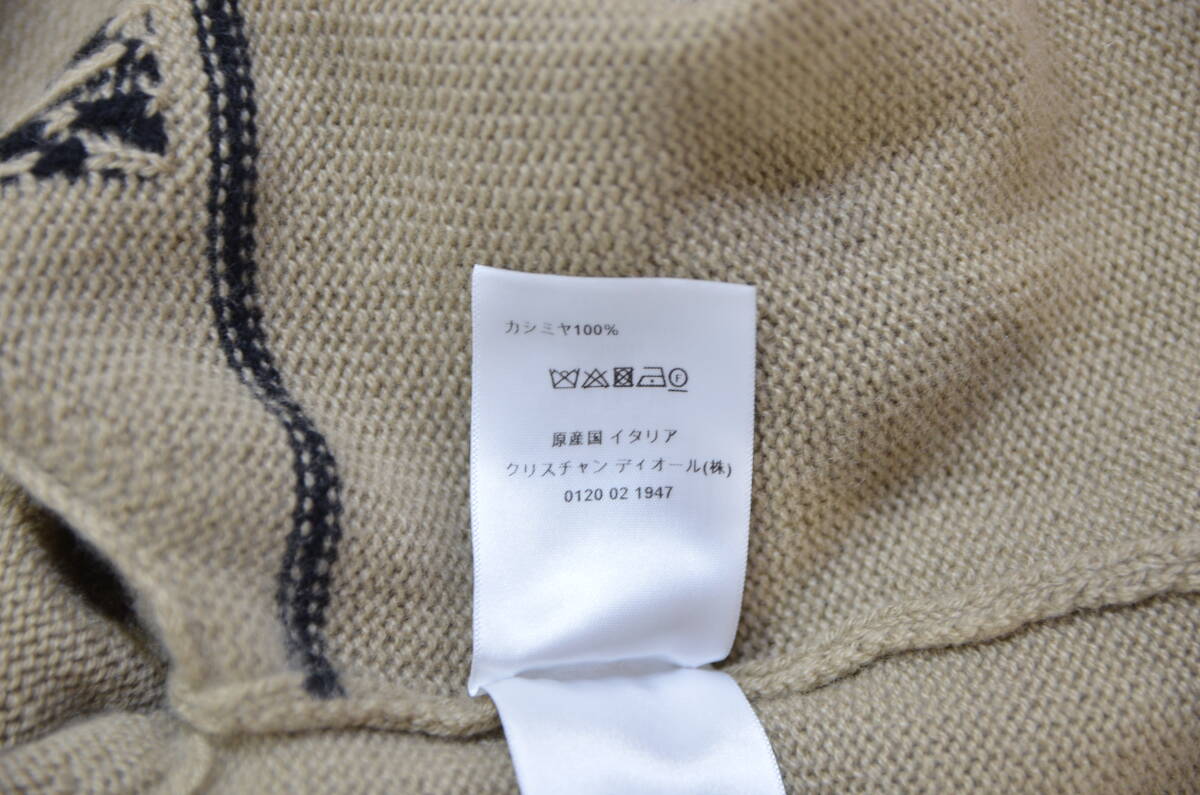 カシミヤ100%
F
原産国 イタリア
クリスチャン ディオール(株)
0120 02 1947